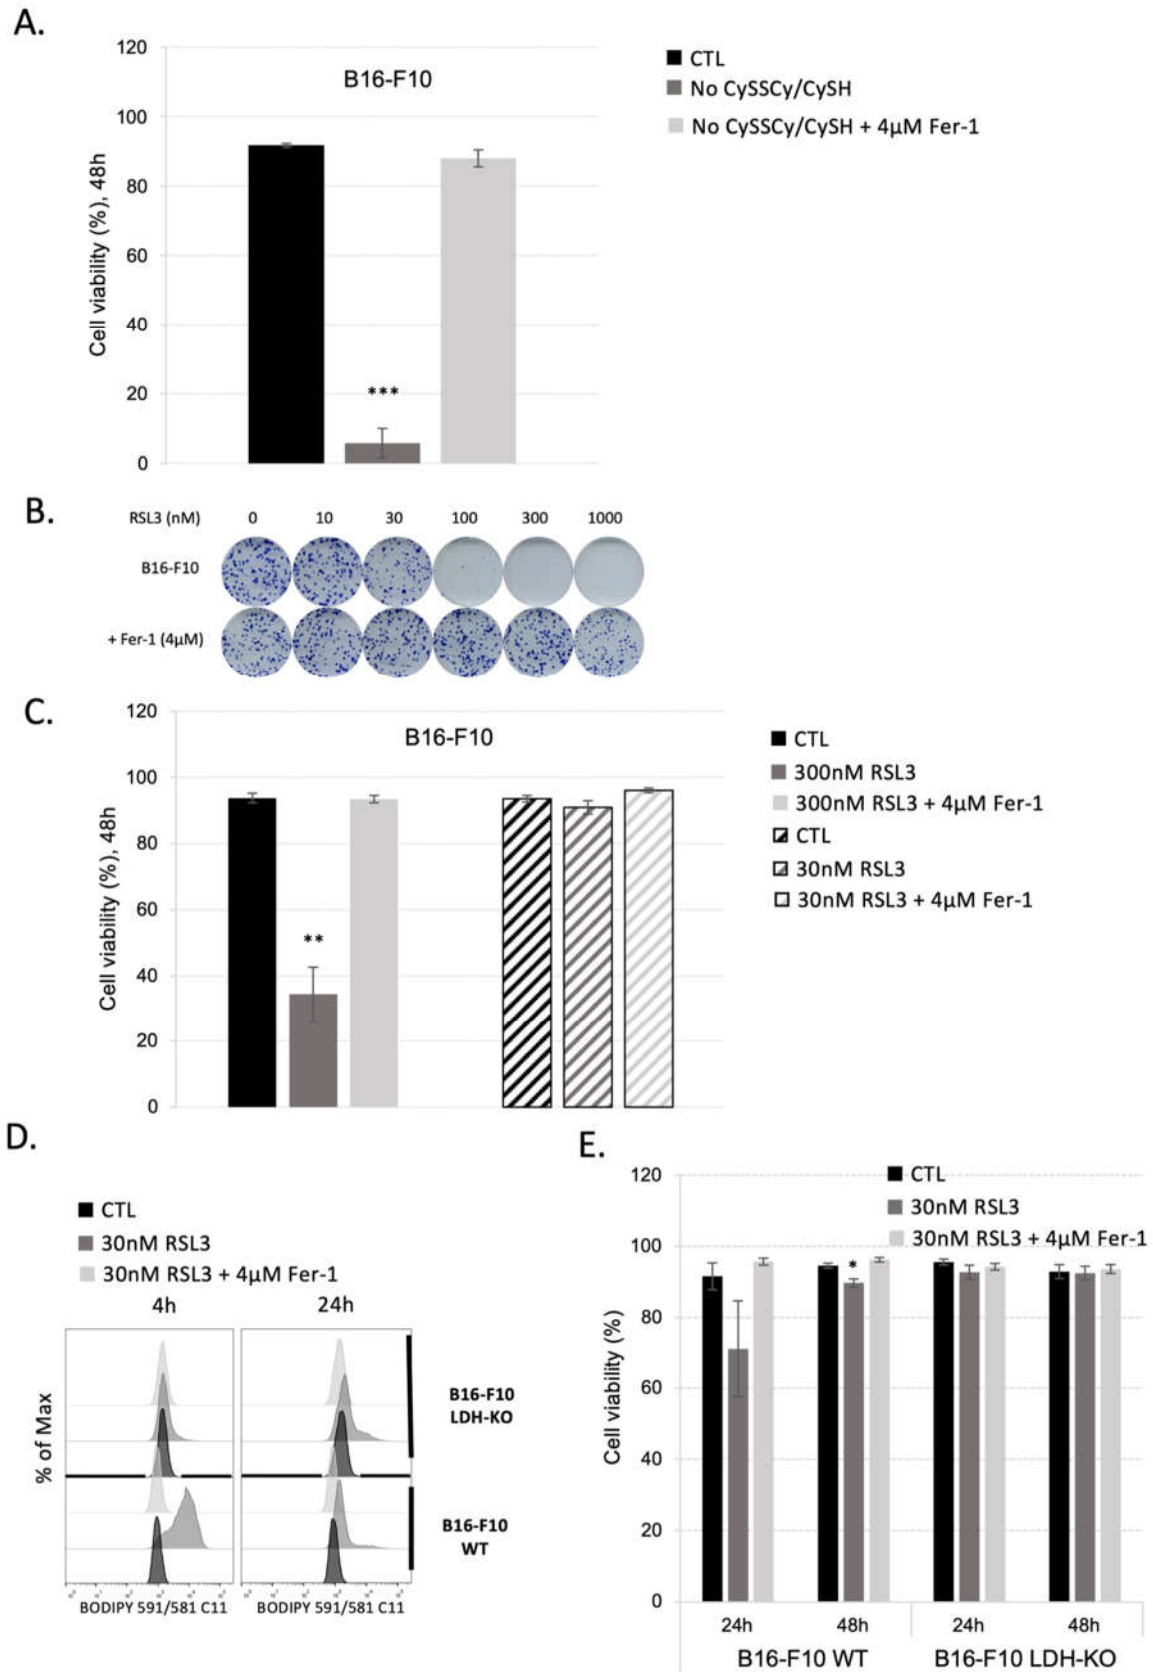 A.
B16-F10
CTL
No CySSCy/CySH
No CySSCy/CySH + 4µM Fer-1
Cell viability (%), 48h
120
100
80
60
40
20
0
***
B.
RSL3 (nM) 0 10 30 100 300 1000
B16-F10
+ Fer-1 (4µM)
C.
B16-F10
CTL
300nM RSL3
300nM RSL3 + 4µM Fer-1
CTL
30nM RSL3
30nM RSL3 + 4µM Fer-1
Cell viability (%), 48h
120
100
80
60
40
20
0
**
D.
CTL
30nM RSL3
30nM RSL3 + 4µM Fer-1
4h 24h
% of Max
B16-F10
LDH-KO
B16-F10
WT
BODIPY 591/581 C11 BODIPY 591/581 C11
E.
CTL
30nM RSL3
30nM RSL3 + 4µM Fer-1
Cell viability (%)
120
100
80
60
40
20
0
*
24h 48h 24h 48h
B16-F10 WT B16-F10 LDH-KO